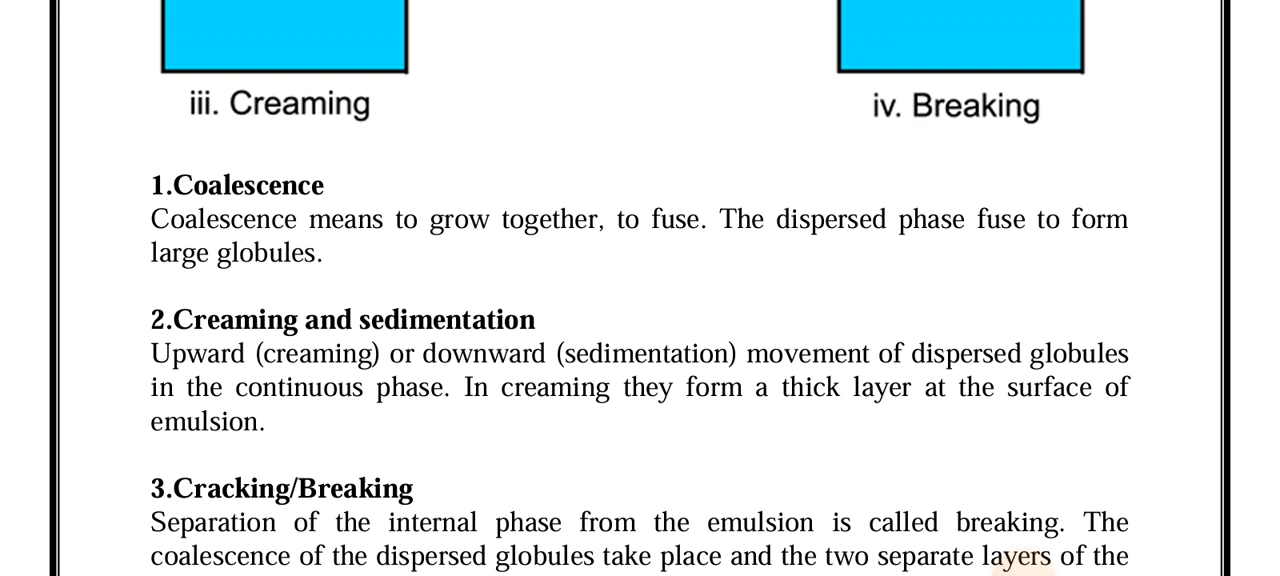 iii. Creaming
iv. Breaking
1.Coalescence
Coalescence means to grow together, to fuse. The dispersed phase fuse to form
large globules.
2.Creaming and sedimentation
Upward (creaming) or downward (sedimentation) movement of dispersed globules
in the continuous phase. In creaming they form a thick layer at the surface of
emulsion.
3.Cracking/Breaking
Separation of the internal phase from the emulsion is called breaking. The
coalescence of the dispersed globules take place and the two separate layers of the